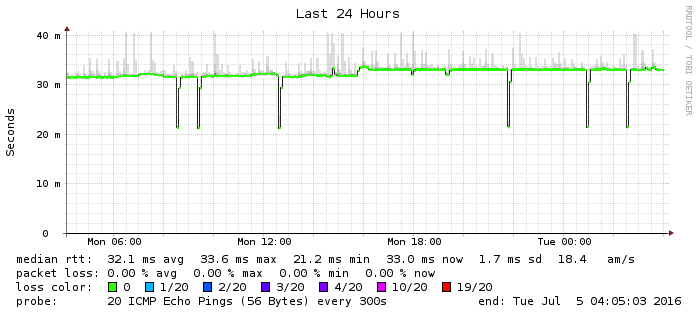 Last 24 Hours
RRDTOOL / TOBI OETIKER
Seconds
40 m
30 m
20 m
10 m
0
Mon 06:00 Mon 12:00 Mon 18:00 Tue 00:00
median rtt: 32.1 ms avg 33.6 ms max 21.2 ms min 33.0 ms now 1.7 ms sd 18.4 am/s
packet loss: 0.00 % avg 0.00 % max 0.00 % min 0.00 % now
loss color: 0 1/20 2/20 3/20 4/20 10/20 19/20
probe: 20 ICMP Echo Pings (56 Bytes) every 300s end: Tue Jul 5 04:05:03 2016